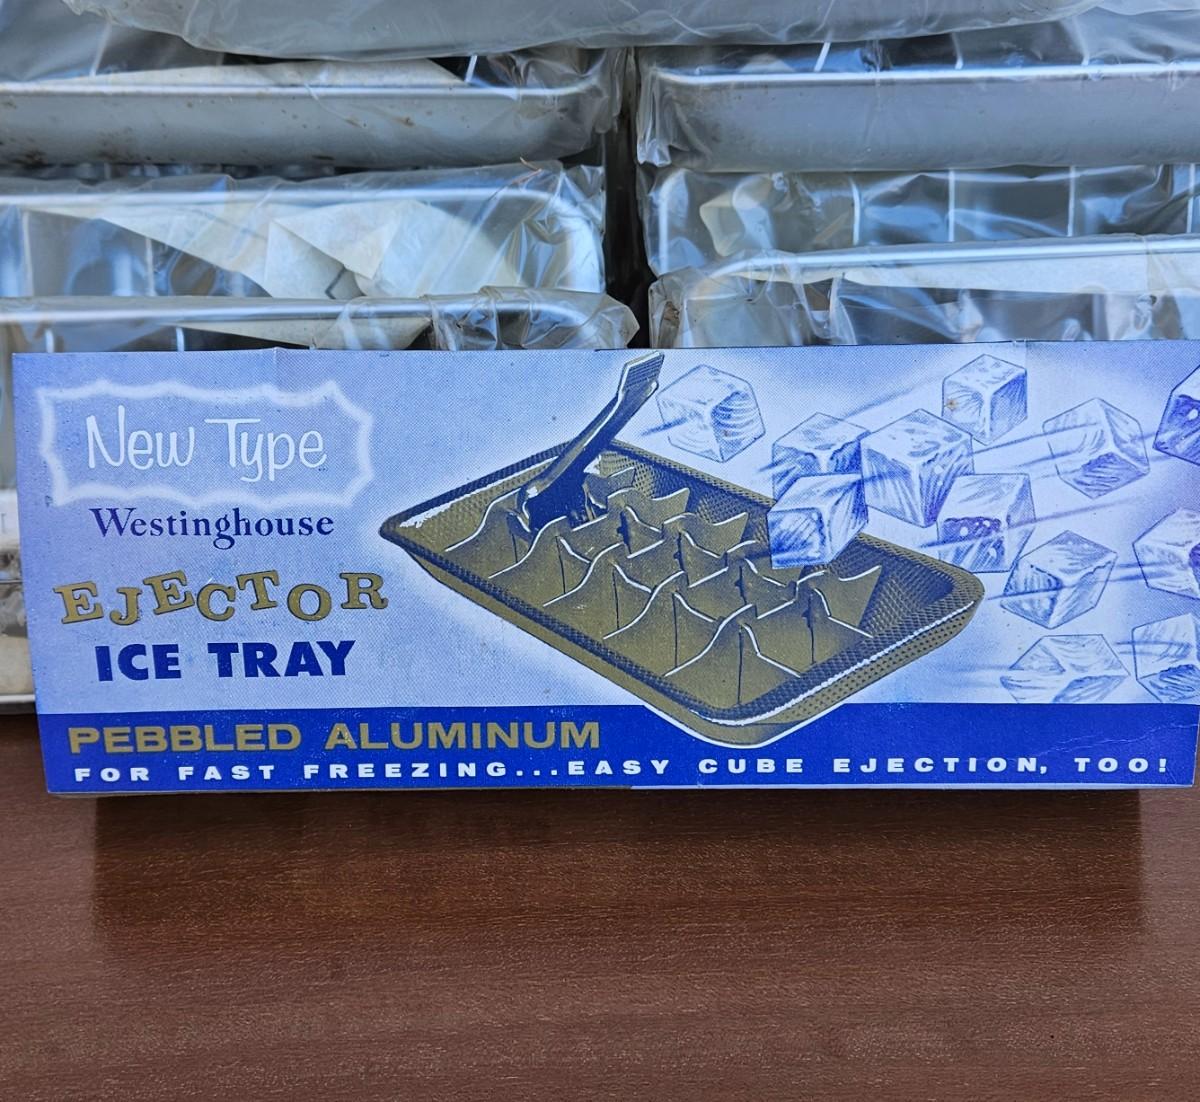 New Type
Westinghouse
EJECTOR
ICE TRAY
PEBBLED ALUMINUM
FOR FAST FREEZING...EASY CUBE EJECTION, TOO!